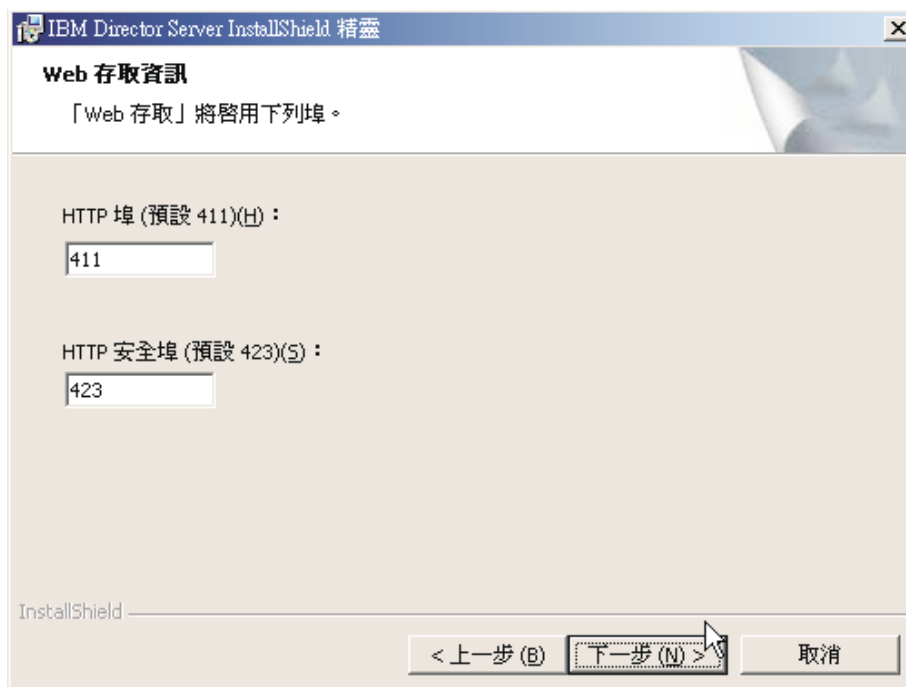 IBM Director Server InstallShield 精靈
Web 存取資訊
「Web 存取」將啓用下列埠。
HTTP 埠 (預設 411)(H)：
411
HTTP 安全埠 (預設 423)(S)：
423
InstallShield
< 上一步 (B) 下一步 (N) > 取消